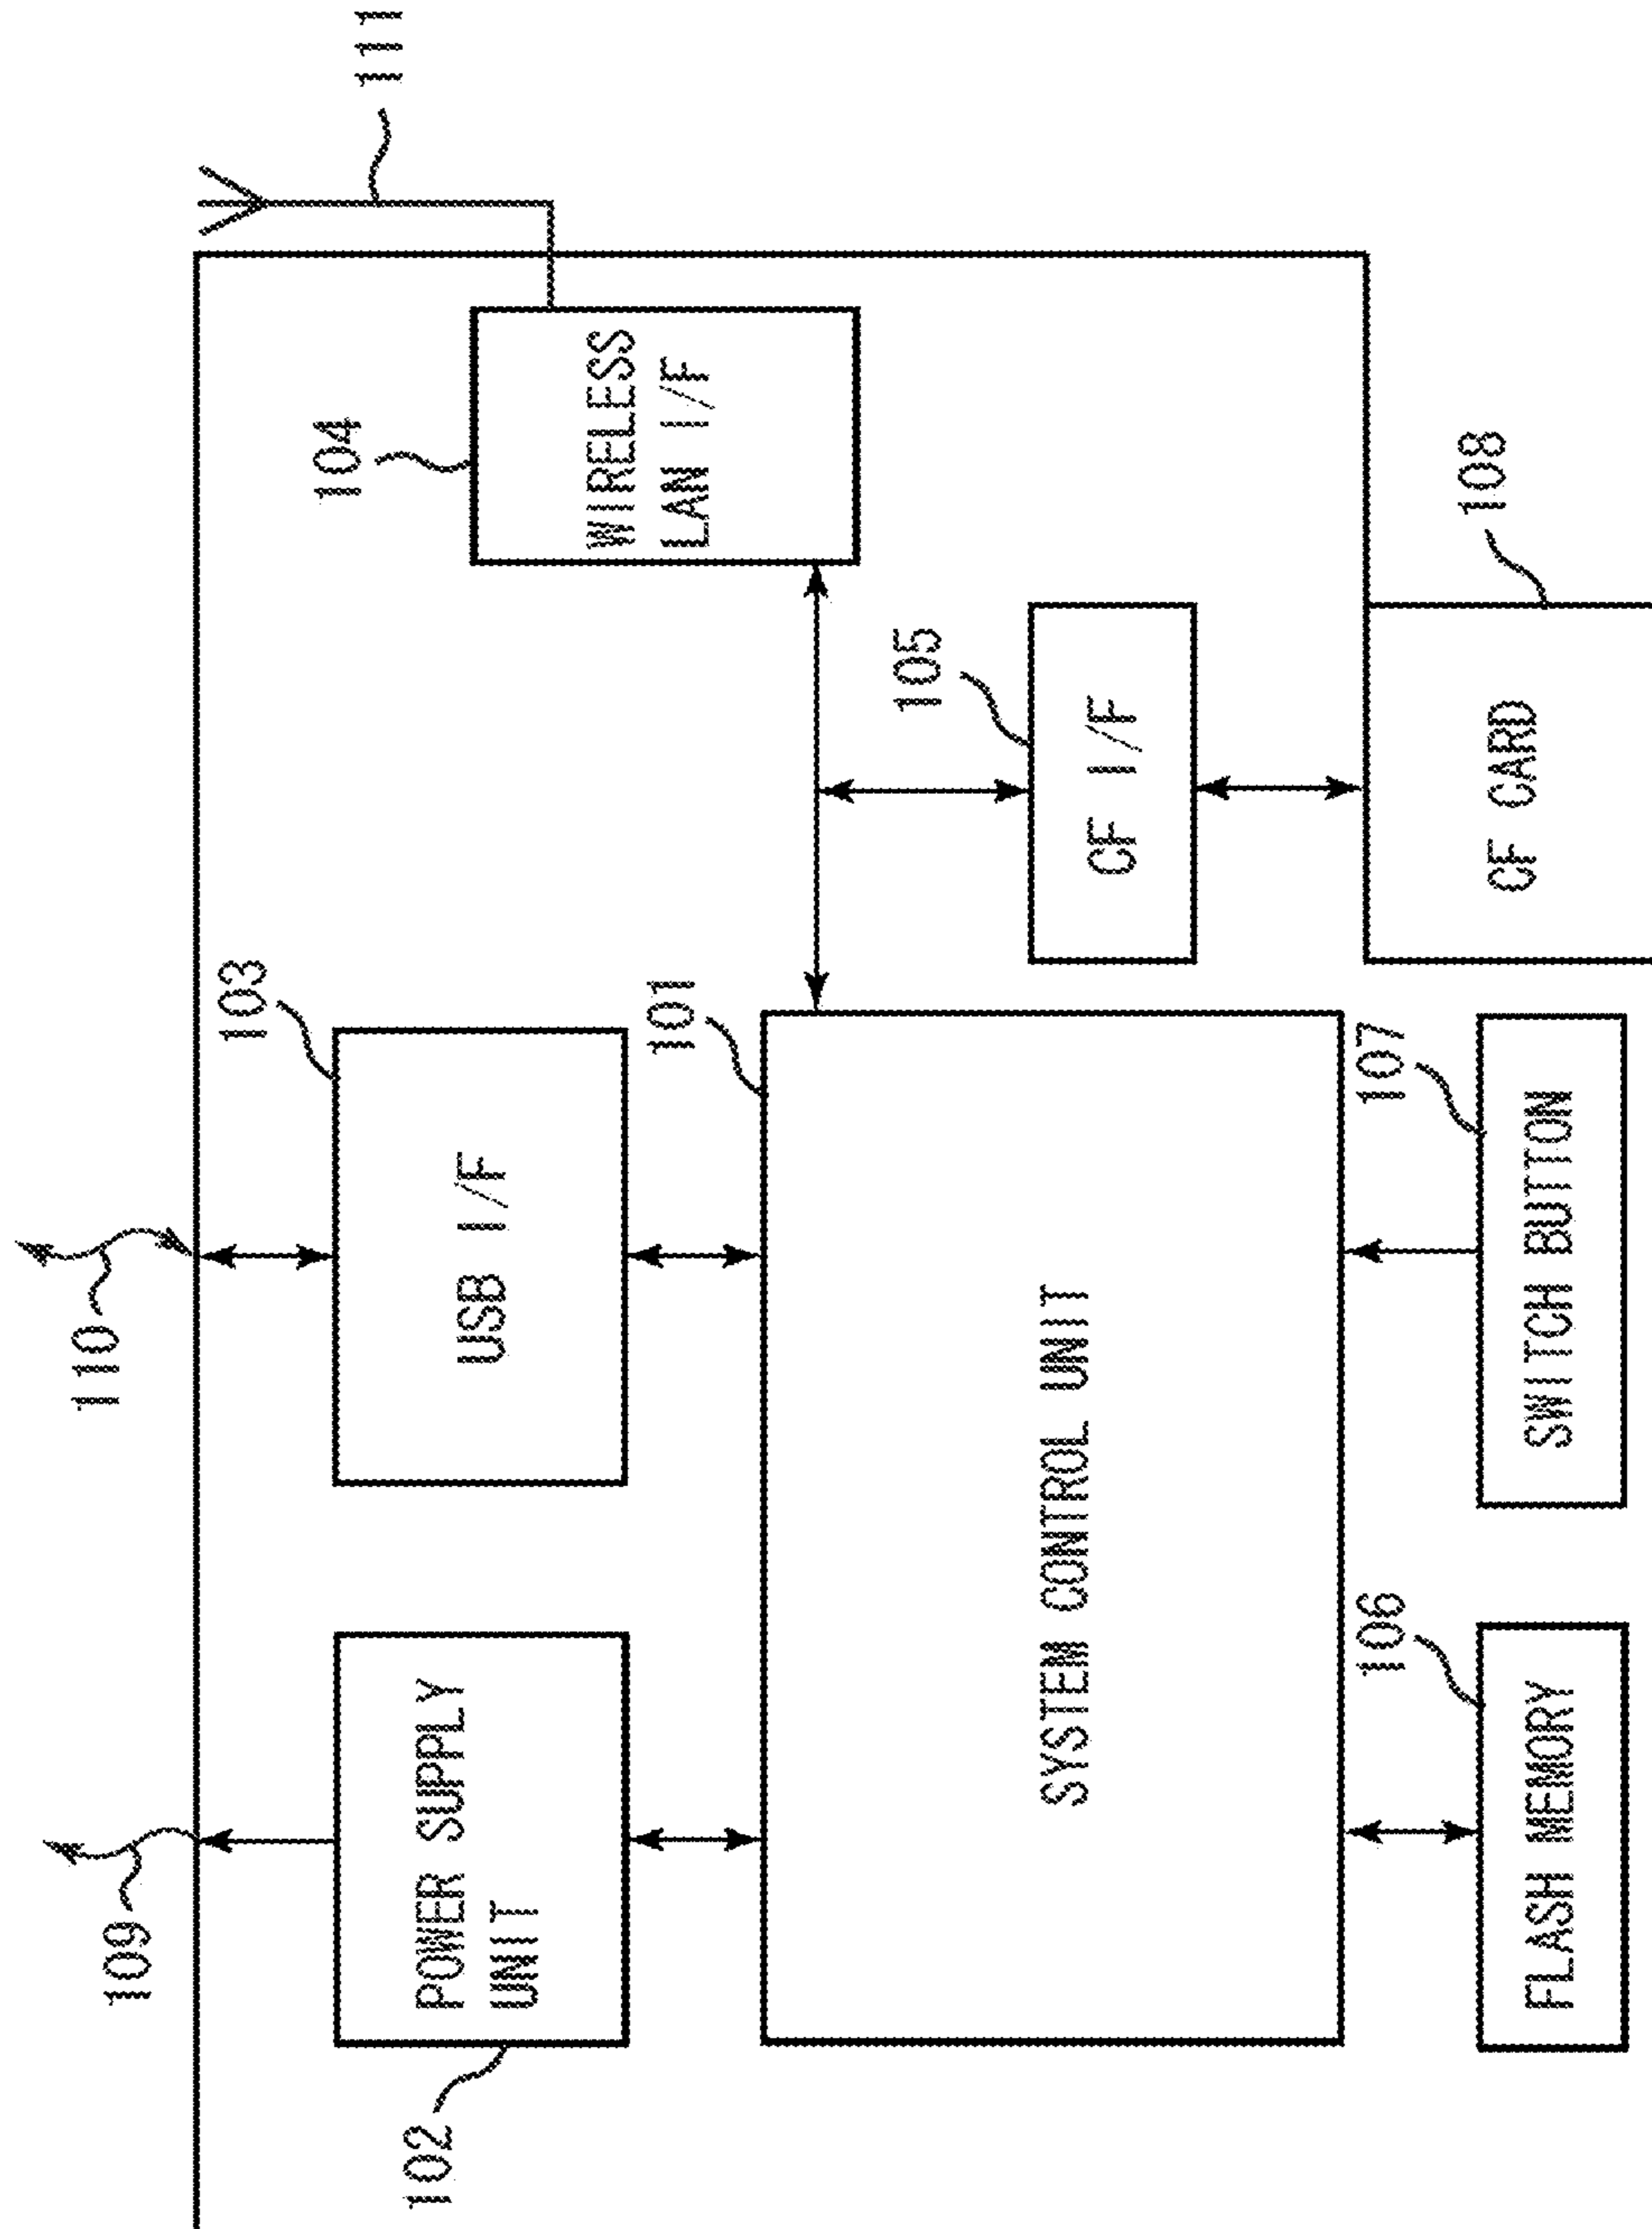 109
110
111
102
POWER SUPPLY
UNIT
103
USB I/F
104
WIRELESS
LAN I/F
101
SYSTEM CONTROL UNIT
105
CF I/F
106
FLASH MEMORY
107
SWITCH BUTTON
108
CF CARD